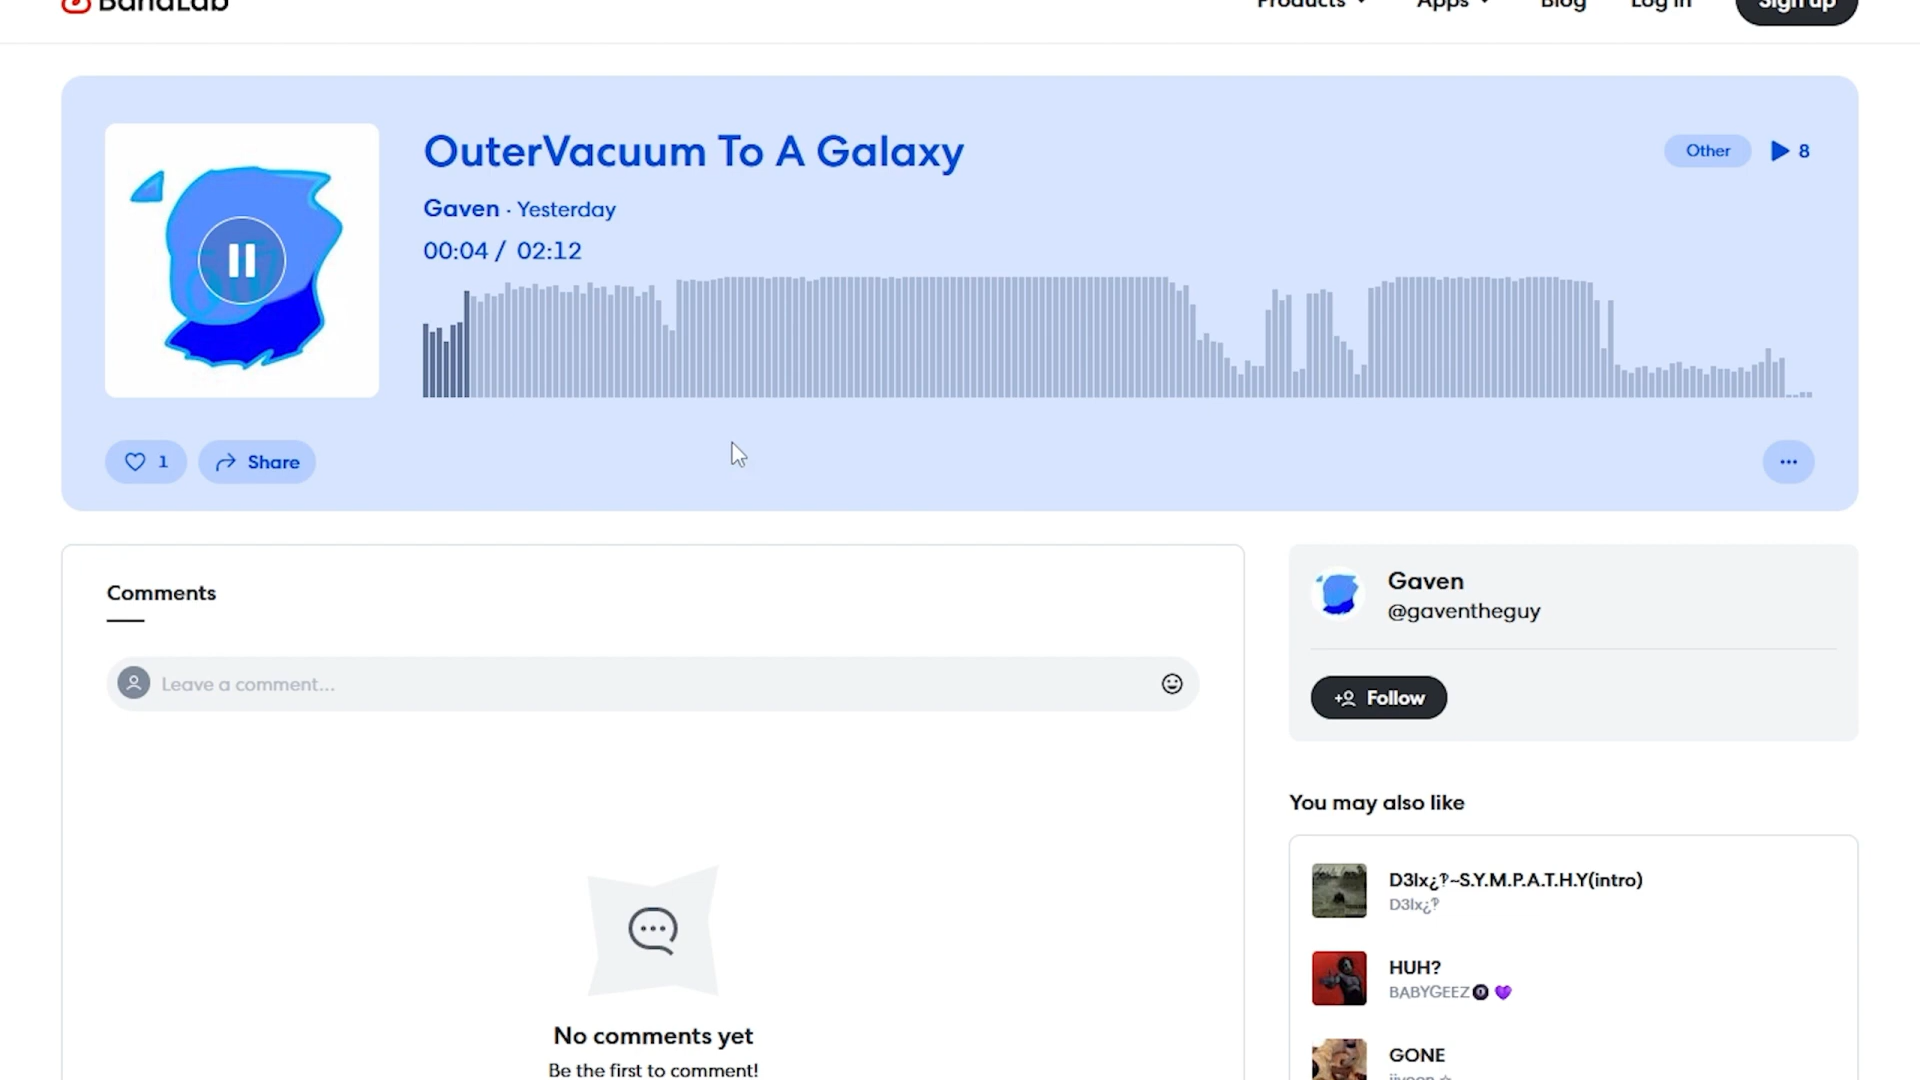 BandLab
Products
Apps
Blog
Log in
Sign up
OuterVacuum To A Galaxy
Other
8
Gaven · Yesterday
00:04 / 02:12
1
Share
Comments
Leave a comment...
No comments yet
Be the first to comment!
Gaven
@gaventheguy
Follow
You may also like
D3lx¿‽~S.Y.M.P.A.T.H.Y(intro)
D3lx¿‽
HUH?
BABYGEEZ
GONE